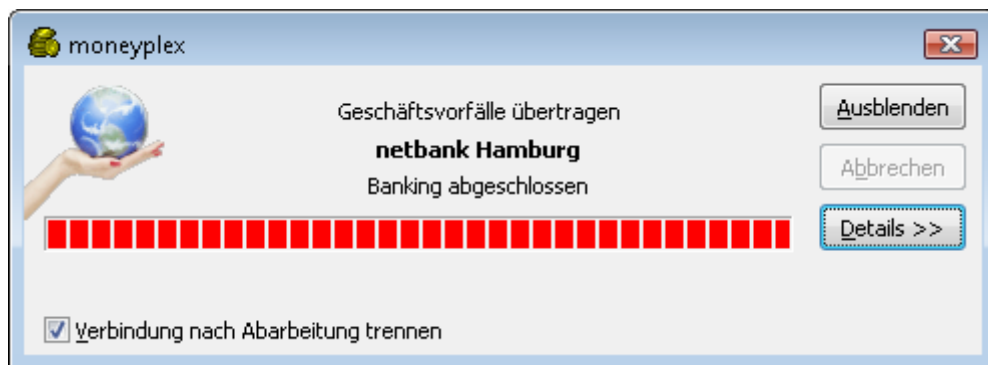 moneyplex
Geschäftsvorfälle übertragen
netbank Hamburg
Banking abgeschlossen
Ausblenden
Abbrechen
Details >>
Verbindung nach Abarbeitung trennen